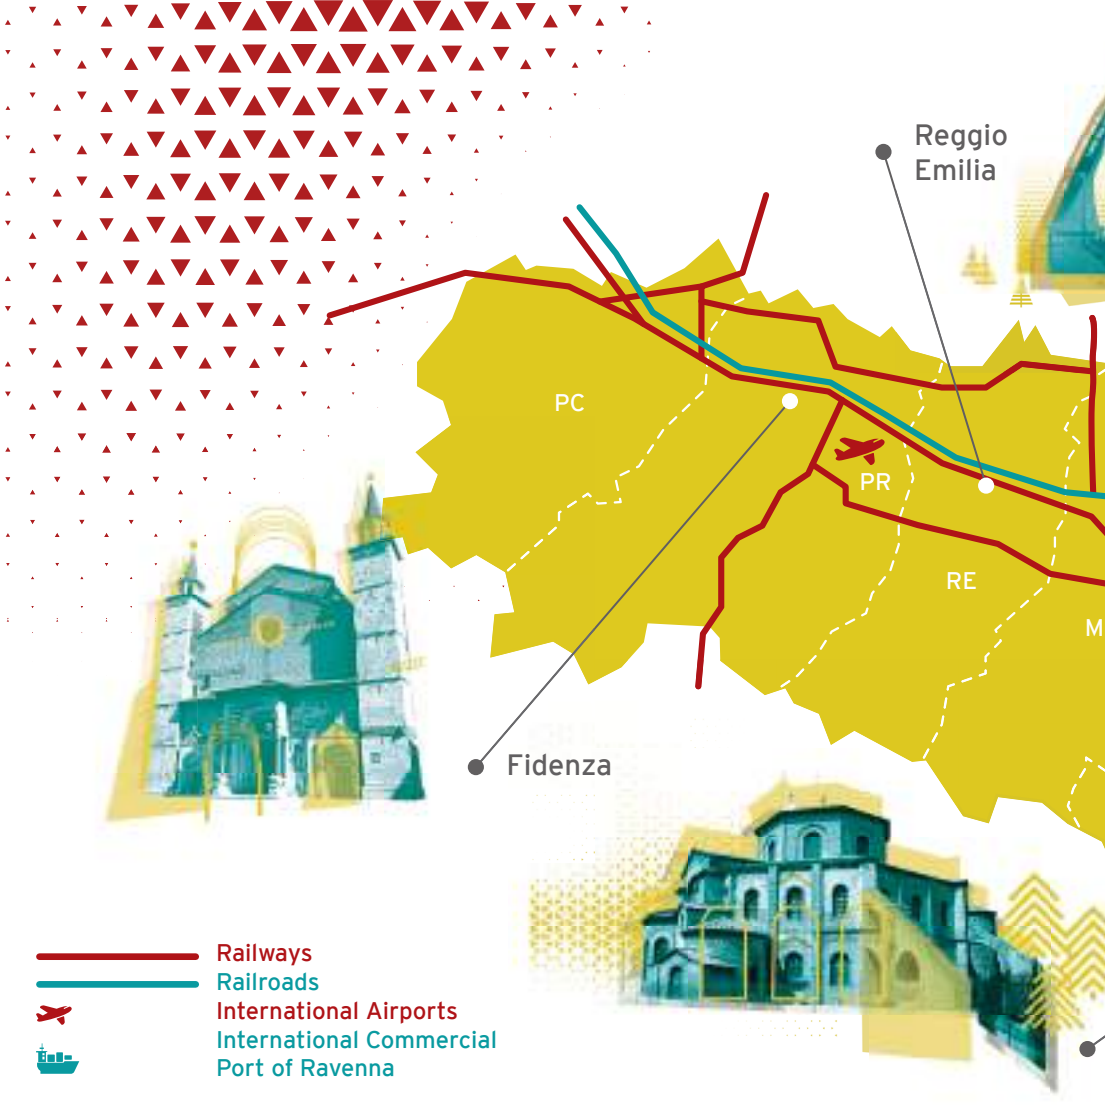 Reggio
Emilia
PC
PR
RE
M
Fidenza
Railways
Railroads
International Airports
International Commercial
Port of Ravenna